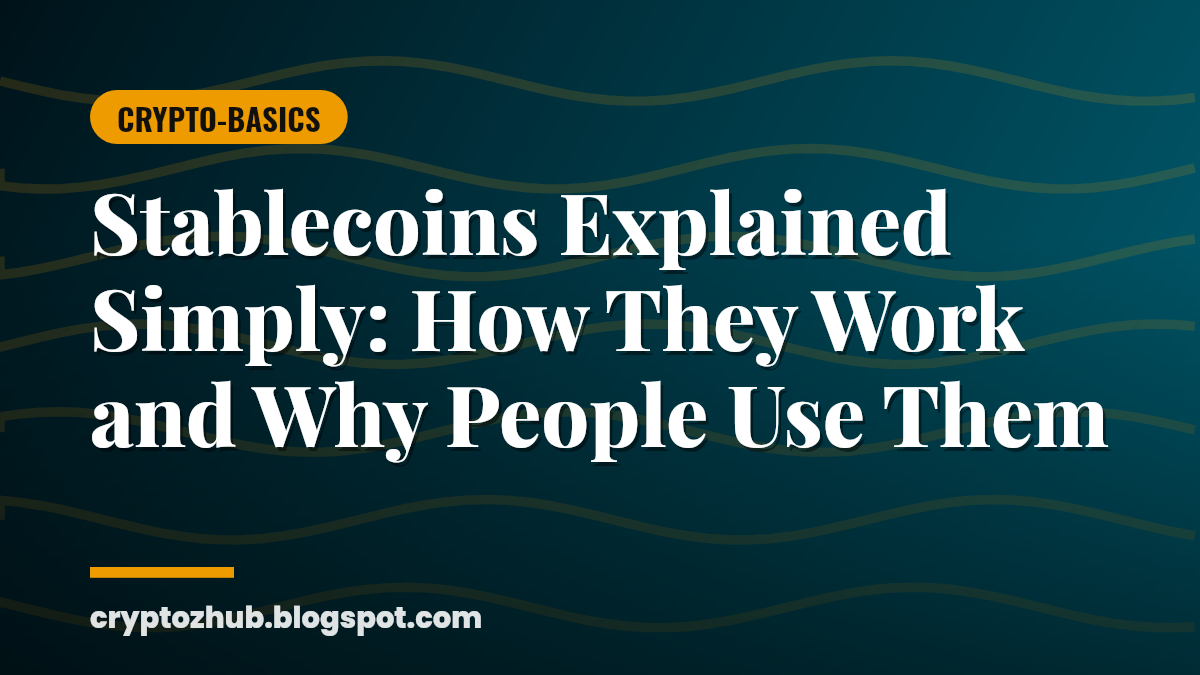 CRYPTO-BASICS
Stablecoins Explained
Simply: How They Work
and Why People Use Them
cryptozhub.blogspot.com